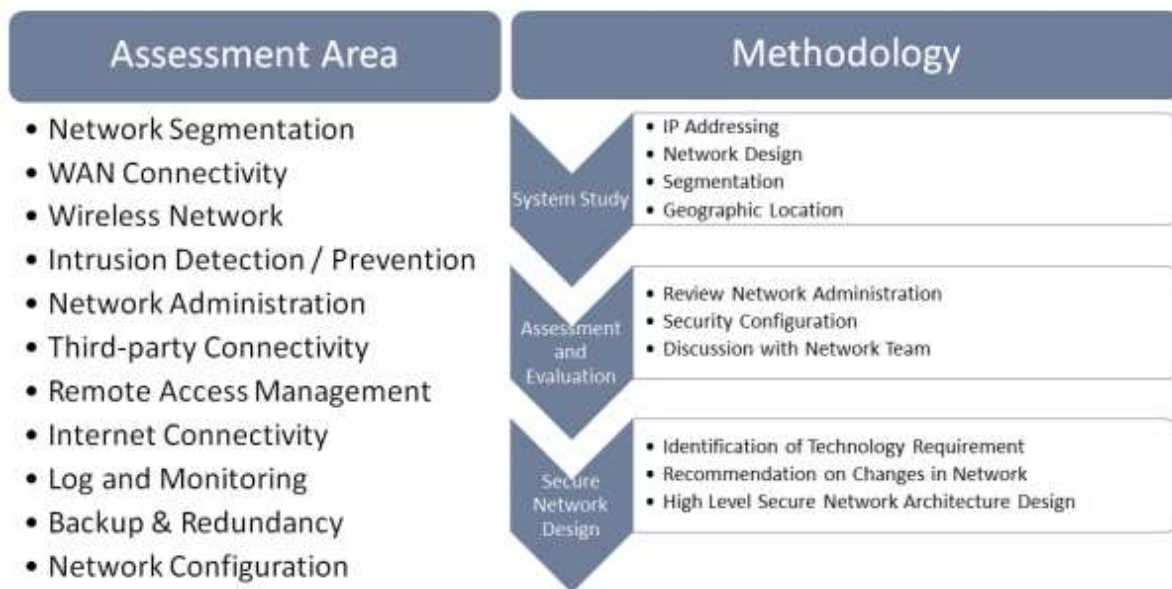 Assessment Area
• Network Segmentation
• WAN Connectivity
• Wireless Network
• Intrusion Detection / Prevention
• Network Administration
• Third-party Connectivity
• Remote Access Management
• Internet Connectivity
• Log and Monitoring
• Backup & Redundancy
• Network Configuration
Methodology
System Study
• IP Addressing
• Network Design
• Segmentation
• Geographic Location
Assessment
and
Evaluation
• Review Network Administration
• Security Configuration
• Discussion with Network Team
Secure
Network
Design
• Identification of Technology Requirement
• Recommendation on Changes in Network
• High Level Secure Network Architecture Design